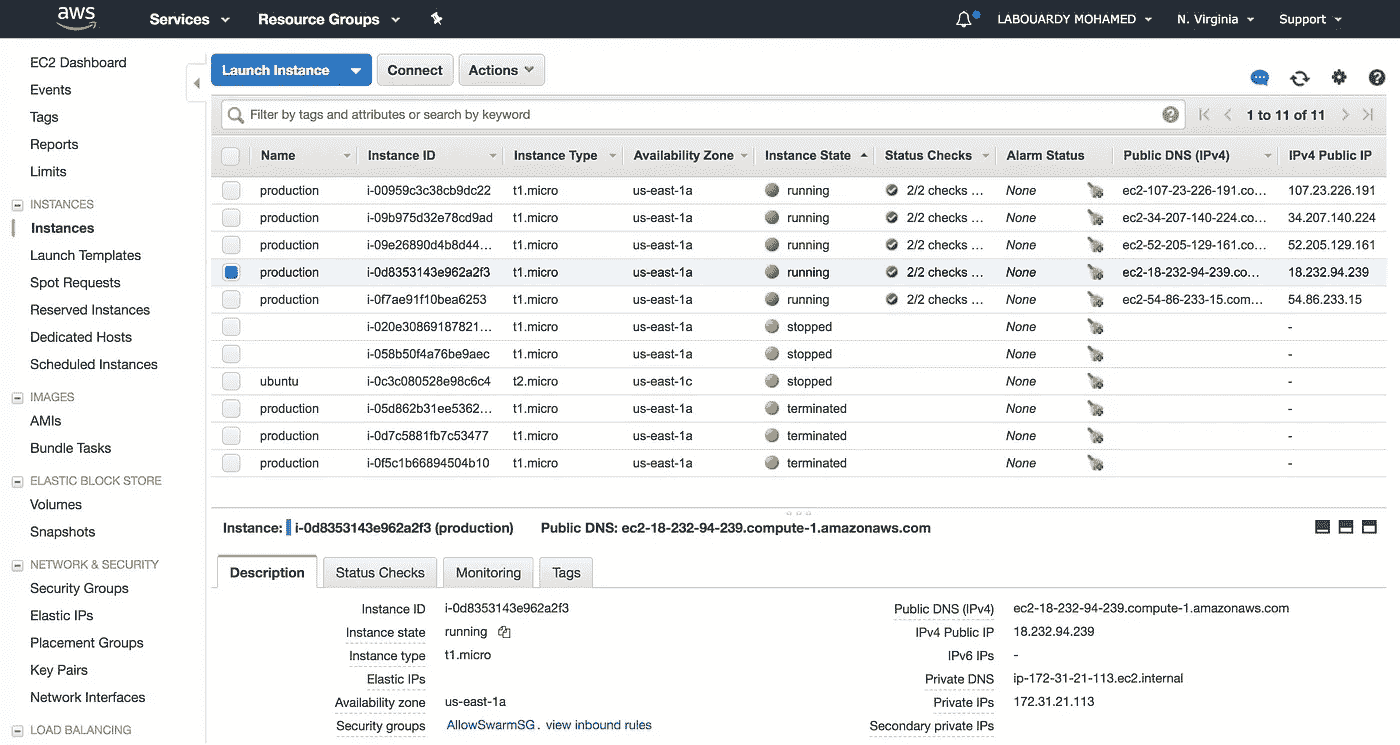 aws Services Resource Groups LABOUARDY MOHAMED N. Virginia Support
EC2 Dashboard
Events
Tags
Reports
Limits
INSTANCES
Instances
Launch Templates
Spot Requests
Reserved Instances
Dedicated Hosts
Scheduled Instances
IMAGES
AMIs
Bundle Tasks
ELASTIC BLOCK STORE
Volumes
Snapshots
NETWORK & SECURITY
Security Groups
Elastic IPs
Placement Groups
Key Pairs
Network Interfaces
LOAD BALANCING
Launch Instance Connect Actions
Filter by tags and attributes or search by keyword 1 to 11 of 11
Name Instance ID Instance Type Availability Zone Instance State Status Checks Alarm Status Public DNS (IPv4) IPv4 Public IP
production i-00959c3c38cb9dc22 t1.micro us-east-1a running 2/2 checks ... None ec2-107-23-226-191.co... 107.23.226.191
production i-09b975d32e78cd9ad t1.micro us-east-1a running 2/2 checks ... None ec2-34-207-140-224.co... 34.207.140.224
production i-09e26890d4b8d44... t1.micro us-east-1a running 2/2 checks ... None ec2-52-205-129-161.co... 52.205.129.161
production i-0d8353143e962a2f3 t1.micro us-east-1a running 2/2 checks ... None ec2-18-232-94-239.co... 18.232.94.239
production i-0f7ae91f10bea6253 t1.micro us-east-1a running 2/2 checks ... None ec2-54-86-233-15.com... 54.86.233.15
i-020e30869187821... t1.micro us-east-1a stopped None -
i-058b50f4a76be9aec t1.micro us-east-1a stopped None -
ubuntu i-0c3c080528e98c6c4 t2.micro us-east-1c stopped None -
production i-05d862b31ee5362... t1.micro us-east-1a terminated None -
production i-0d7c5881fb7c53477 t1.micro us-east-1a terminated None -
production i-0f5c1b66894504b10 t1.micro us-east-1a terminated None -
Instance: i-0d8353143e962a2f3 (production) Public DNS: ec2-18-232-94-239.compute-1.amazonaws.com
Description Status Checks Monitoring Tags
Instance ID i-0d8353143e962a2f3 Public DNS (IPv4) ec2-18-232-94-239.compute-1.amazonaws.com
Instance state running IPv4 Public IP 18.232.94.239
Instance type t1.micro IPv6 IPs -
Elastic IPs Private DNS ip-172-31-21-113.ec2.internal
Availability zone us-east-1a Private IPs 172.31.21.113
Security groups AllowSwarmSG. view inbound rules Secondary private IPs